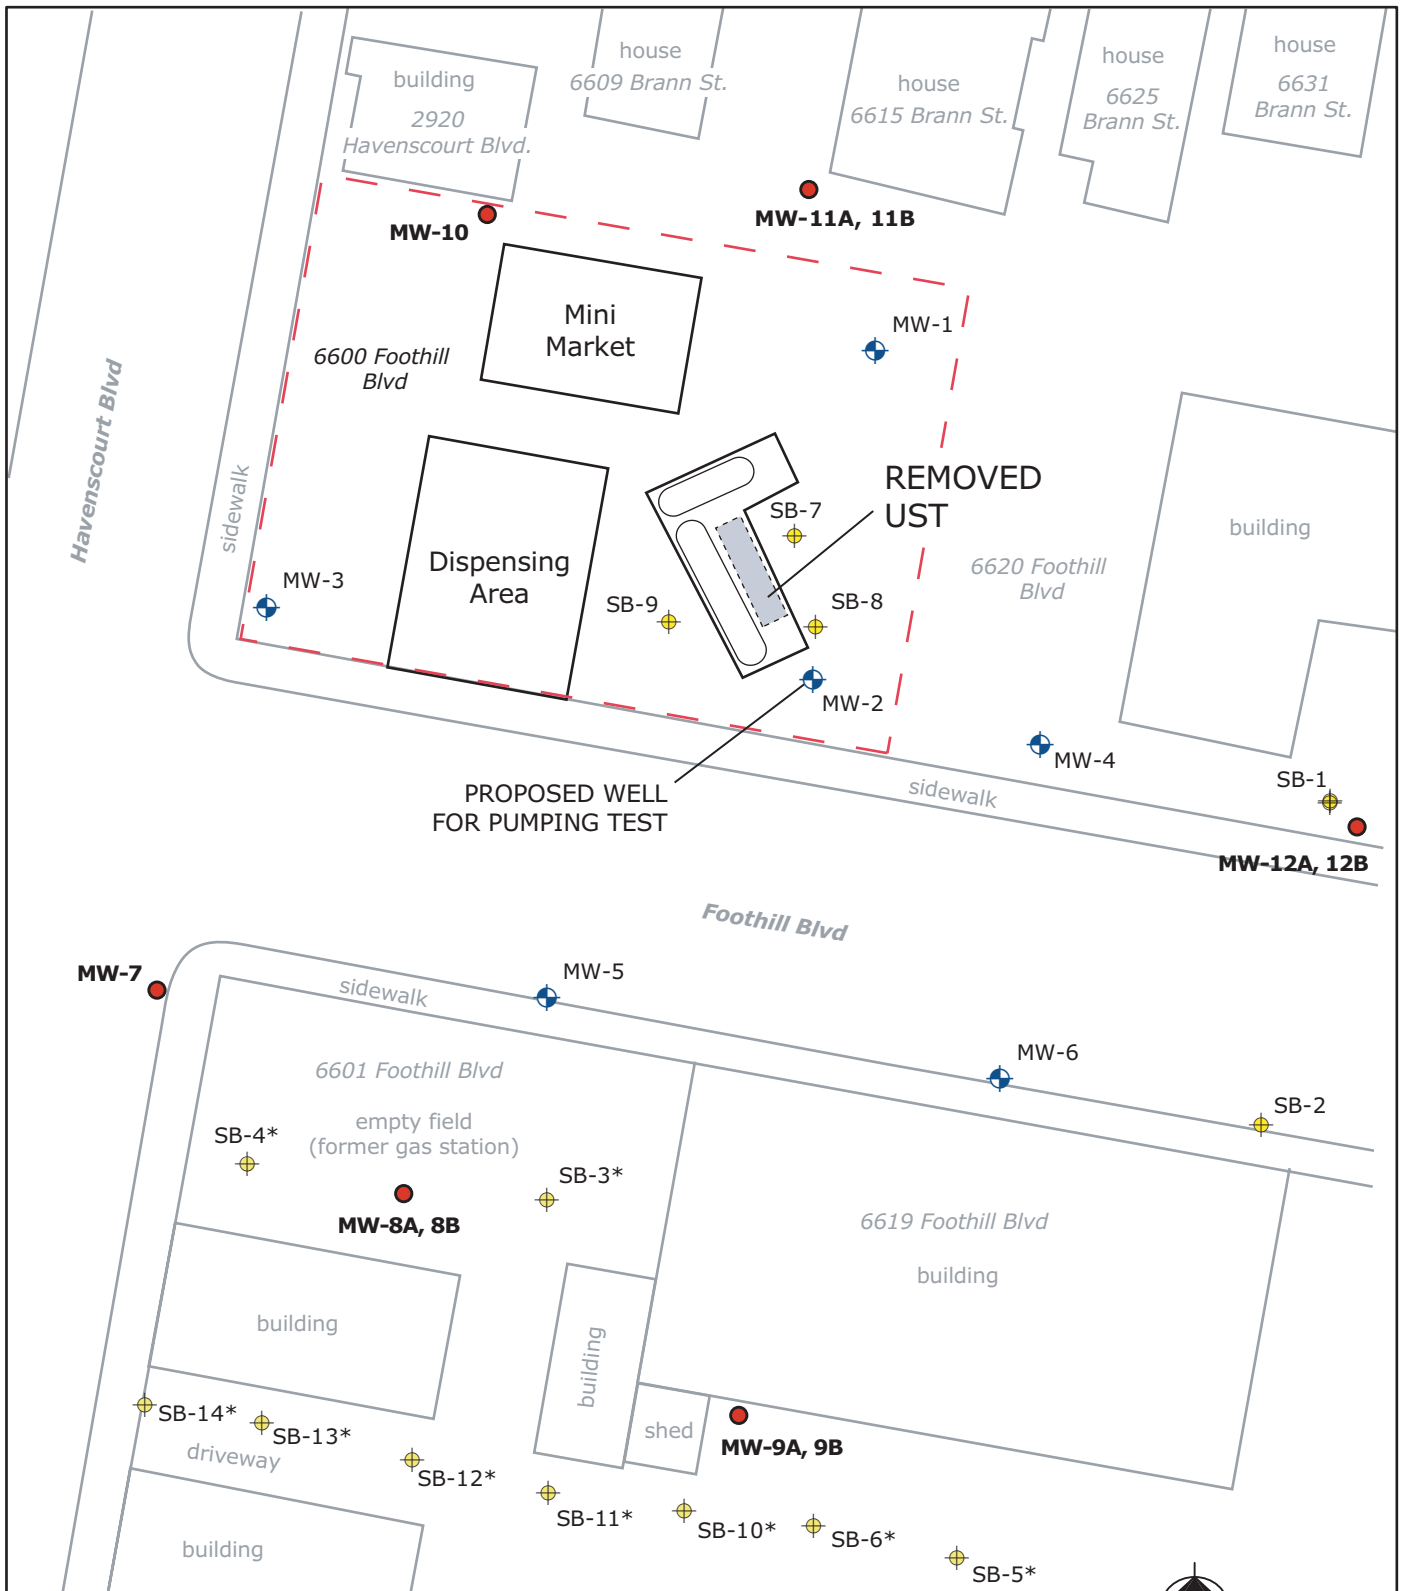 house
6609 Brann St.
building
2920
Havenscourt Blvd.
house
6615 Brann St.
house
6625
Brann St.
house
6631
Brann St.
MW-10
MW-11A, 11B
Mini
Market
MW-1
6600 Foothill
Blvd
Havenscourt Blvd
sidewalk
REMOVED
UST
SB-7
building
Dispensing
Area
6620 Foothill
Blvd
MW-3
SB-9
SB-8
MW-2
MW-4
PROPOSED WELL
FOR PUMPING TEST
sidewalk
SB-1
MW-12A, 12B
Foothill Blvd
MW-7
sidewalk
MW-5
MW-6
6601 Foothill Blvd
SB-2
empty field
(former gas station)
SB-4*
SB-3*
MW-8A, 8B
6619 Foothill Blvd
building
building
building
SB-14*
SB-13*
driveway
shed
MW-9A, 9B
SB-12*
SB-11*
SB-10*
SB-6*
building
SB-5*